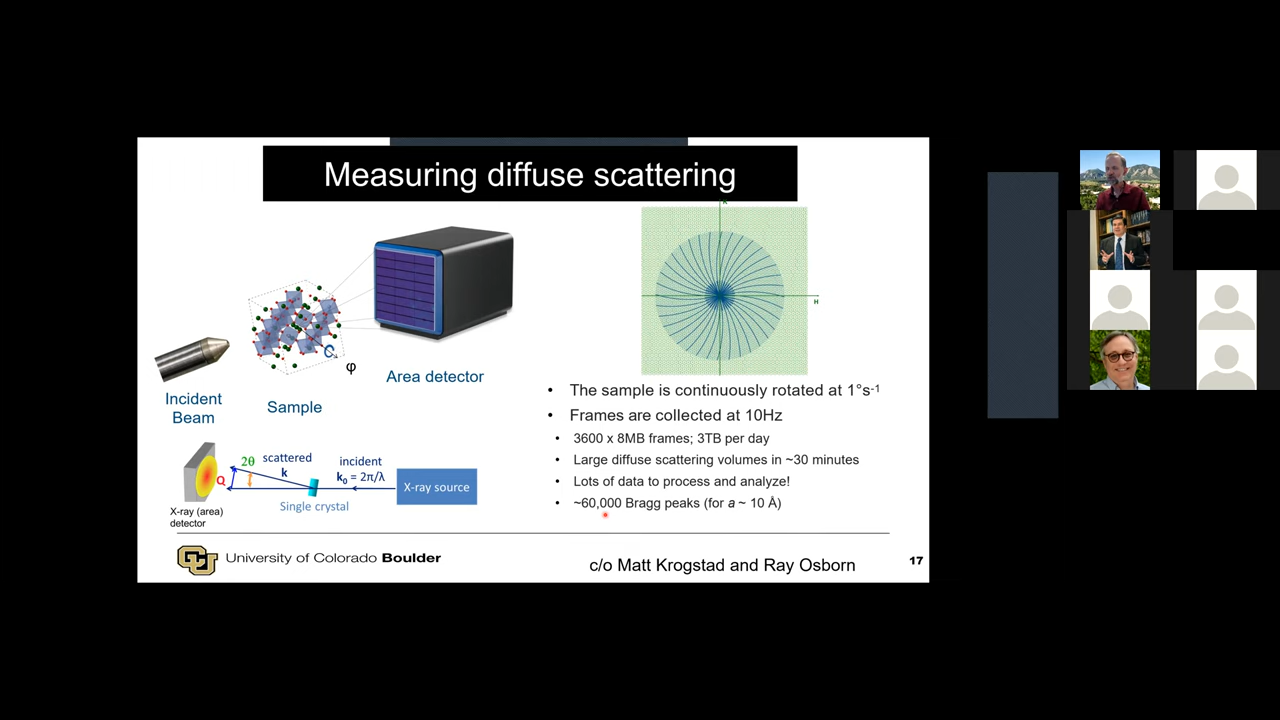 Measuring diffuse scattering
φ
Area detector
Incident
Beam
Sample
H
• The sample is continuously rotated at 1°s⁻¹
• Frames are collected at 10Hz
• 3600 x 8MB frames; 3TB per day
• Large diffuse scattering volumes in ~30 minutes
• Lots of data to process and analyze!
• ~60,000 Bragg peaks (for a ~ 10 Å)
2θ
scattered
k
incident
k₀ = 2π/λ
Q
X-ray source
Single crystal
X-ray (area)
detector
University of Colorado Boulder
c/o Matt Krogstad and Ray Osborn
17